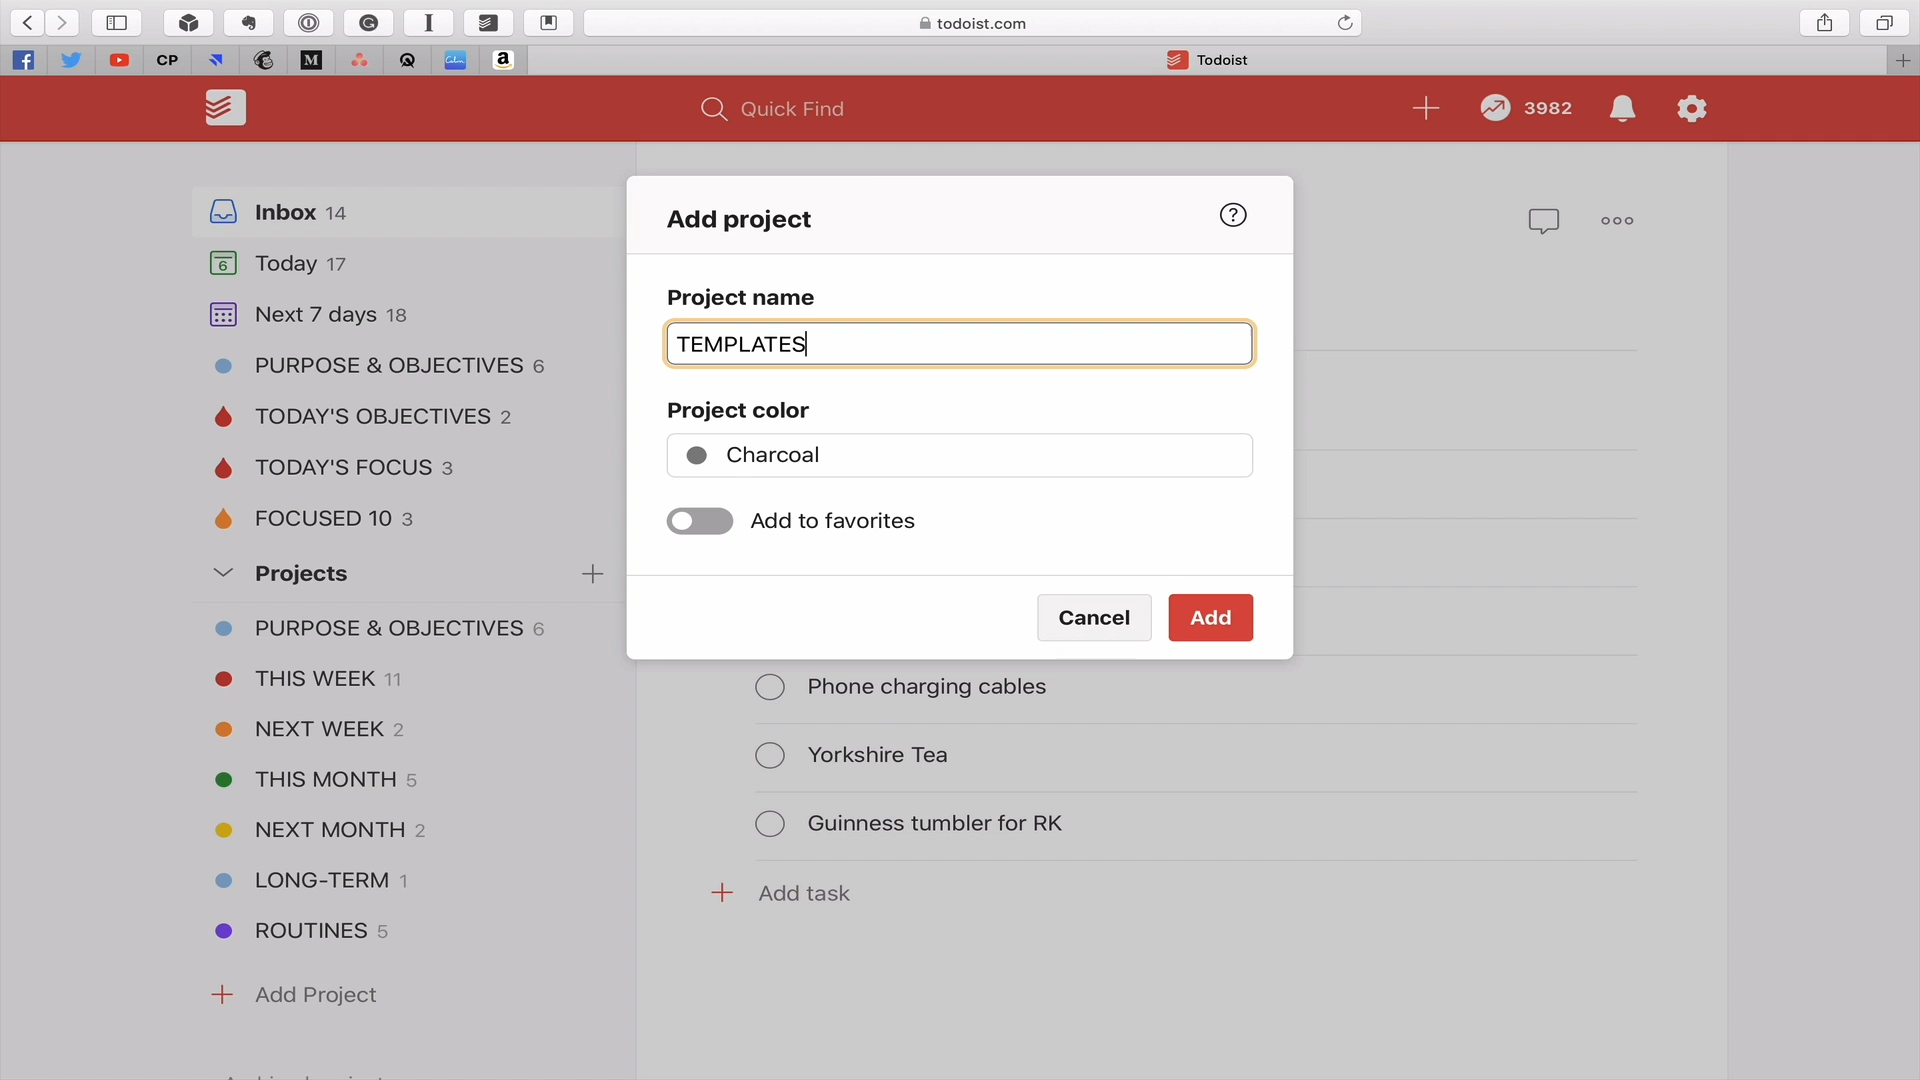 todoist.com
CP
M
Calm
a
Todoist
Quick Find
3982
Inbox 14
6 Today 17
Next 7 days 18
PURPOSE & OBJECTIVES 6
TODAY'S OBJECTIVES 2
TODAY'S FOCUS 3
FOCUSED 10 3
Projects
PURPOSE & OBJECTIVES 6
THIS WEEK 11
NEXT WEEK 2
THIS MONTH 5
NEXT MONTH 2
LONG-TERM 1
ROUTINES 5
Add Project
Add project
?
Project name
TEMPLATES
Project color
Charcoal
Add to favorites
Cancel
Add
Phone charging cables
Yorkshire Tea
Guinness tumbler for RK
Add task